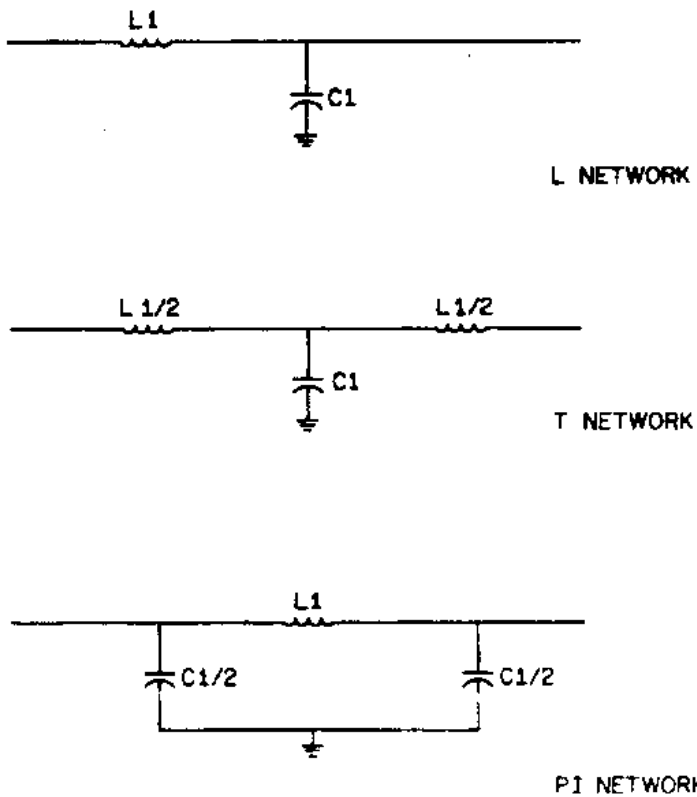 L1
C1
L NETWORK
L 1/2 L 1/2
C1
T NETWORK
L1
C1/2 C1/2
PI NETWORK